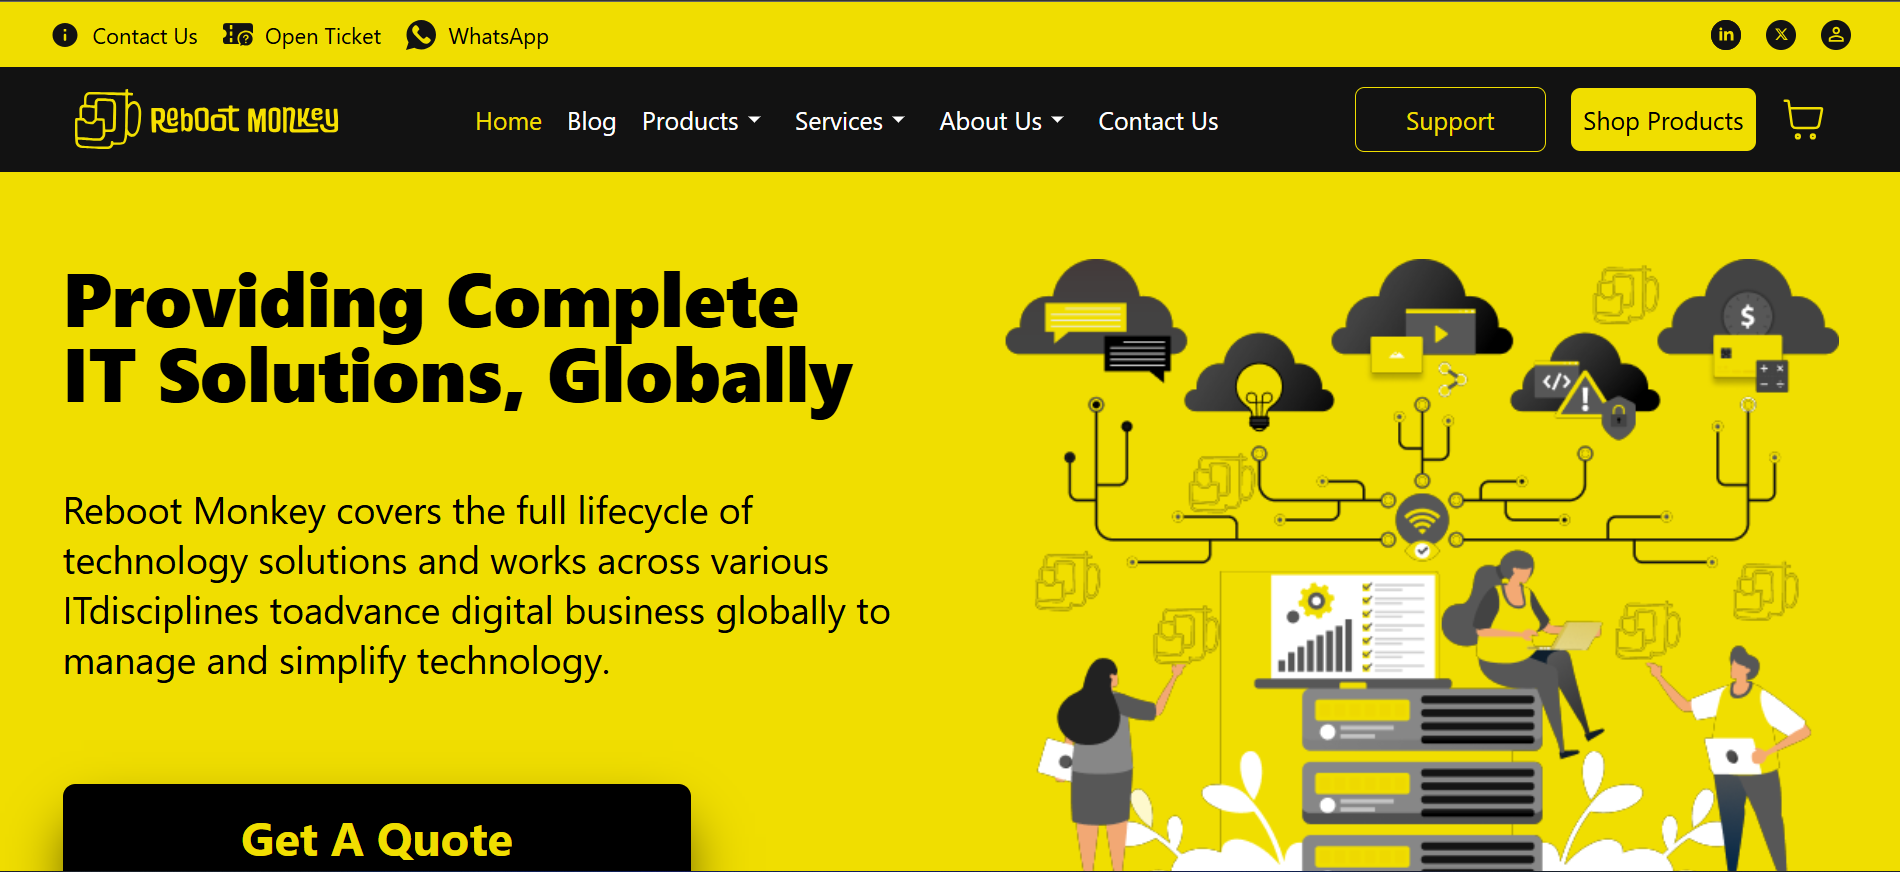 Contact Us Open Ticket WhatsApp
Reboot Monkey Home Blog Products Services About Us Contact Us Support Shop Products
Providing Complete
IT Solutions, Globally
Reboot Monkey covers the full lifecycle of
technology solutions and works across various
ITdisciplines toadvance digital business globally to
manage and simplify technology.
Get A Quote